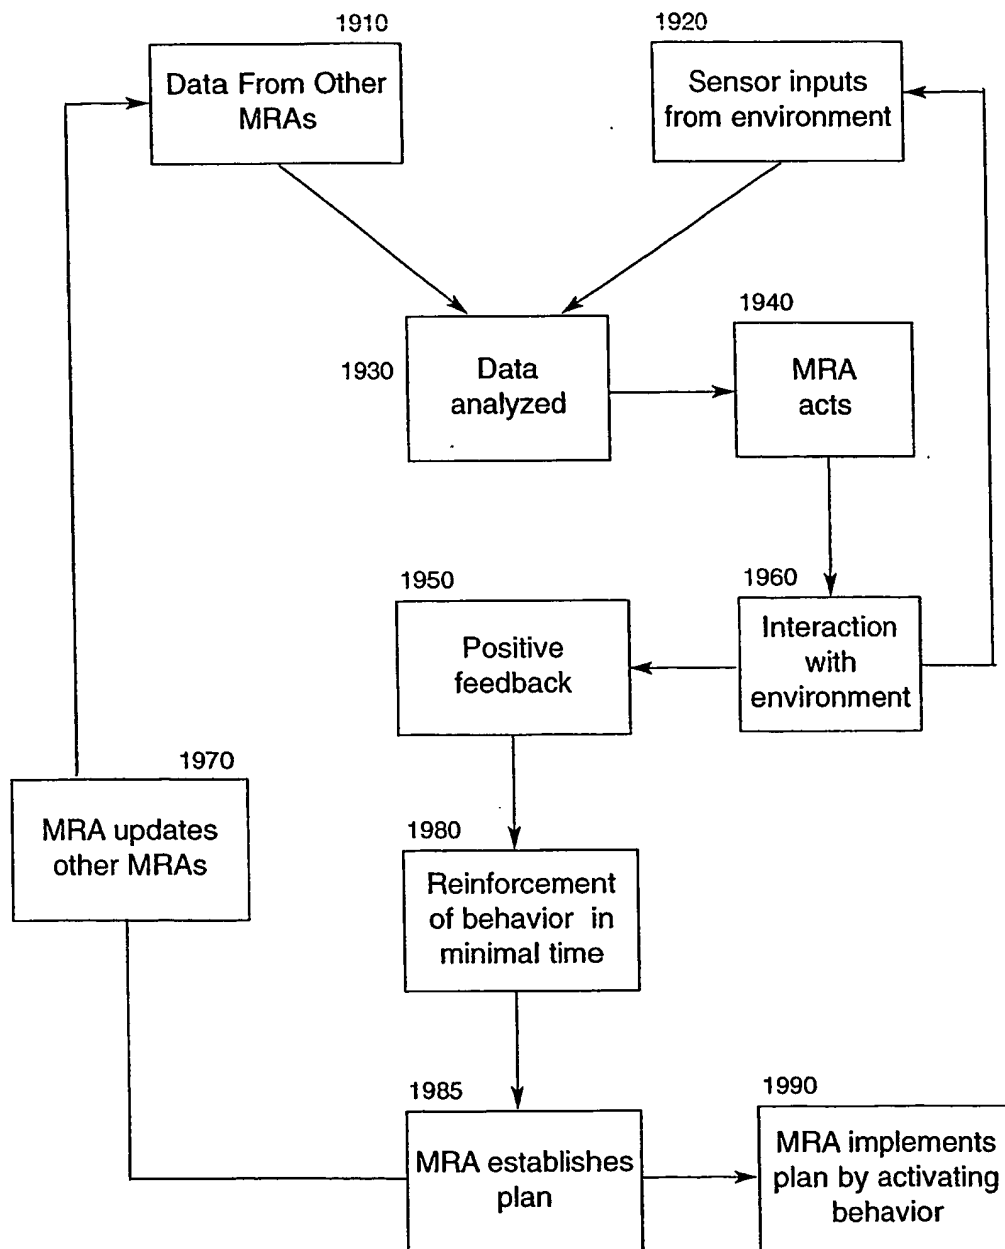 1910
Data From Other
MRAs
1920
Sensor inputs
from environment
1930
Data
analyzed
1940
MRA
acts
1950
Positive
feedback
1960
Interaction
with
environment
1970
MRA updates
other MRAs
1980
Reinforcement
of behavior in
minimal time
1985
MRA establishes
plan
1990
MRA implements
plan by activating
behavior